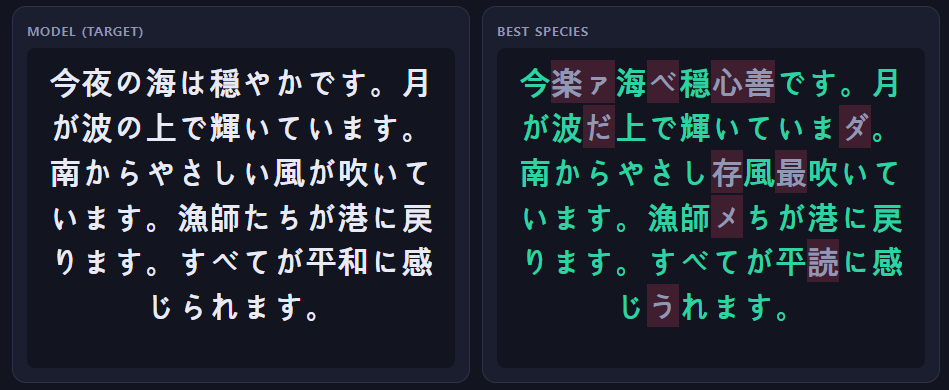 MODEL (TARGET)
今夜の海は穏やかです。月
が波の上で輝いています。
南からやさしい風が吹いて
います。漁師たちが港に戻
ります。すべてが平和に感
じられます。
BEST SPECIES
今楽ァ海べ穏心善です。月
が波だ上で輝いていまダ。
南からやさし存風最吹いて
います。漁師メちが港に戻
ります。すべてが平読に感
じうれます。